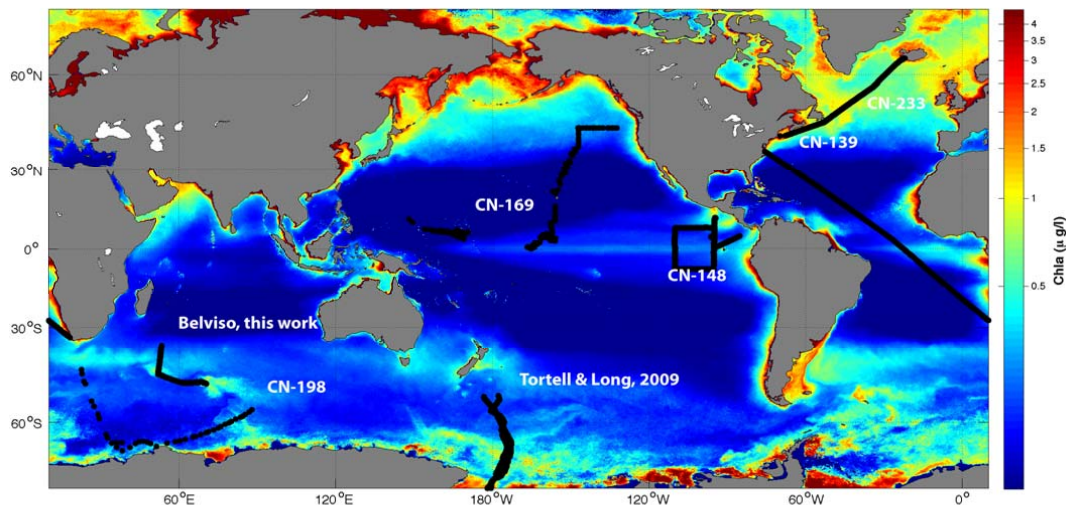 60°N
30°N
0°
30°S
60°S
CN-233
CN-139
CN-169
CN-148
Belviso, this work
CN-198
Tortell & Long, 2009
60°E
120°E
180°W
120°W
60°W
0°
4
3.5
3
2.5
2
1.5
1
0.5
Chla (μ g/l)